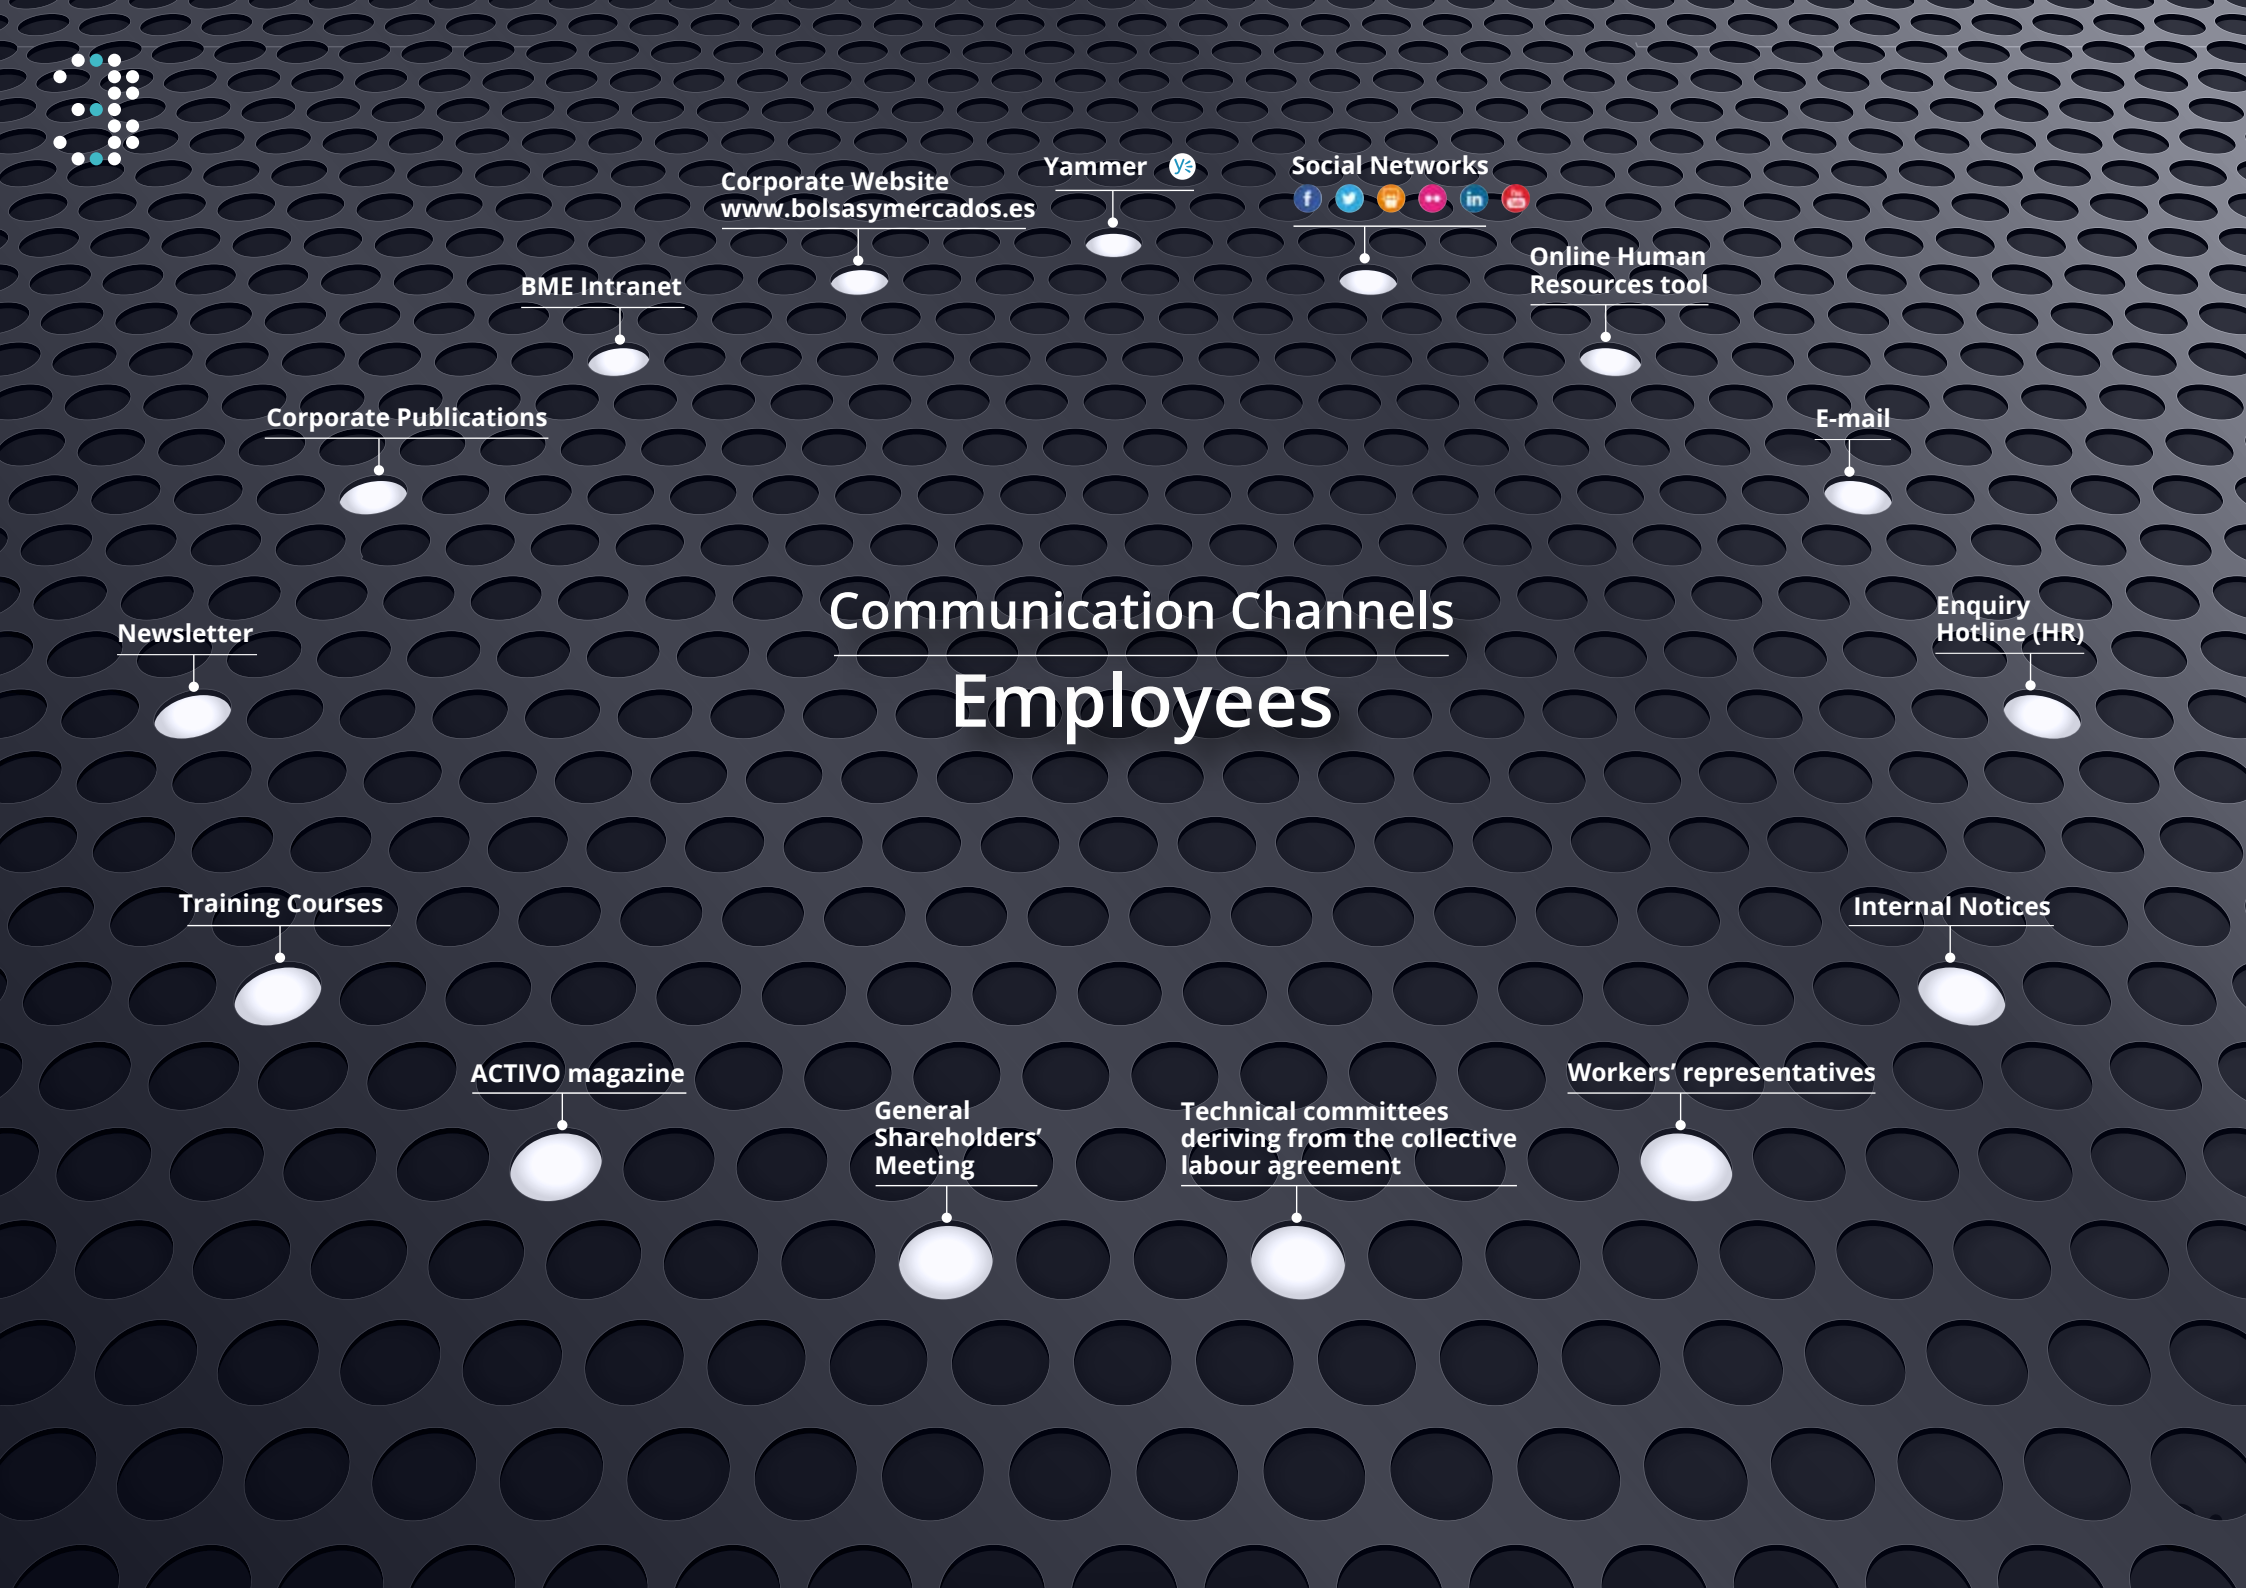 Yammer
Social Networks
Corporate Website
www.bolsasymercados.es
Online Human
Resources tool
BME Intranet
Corporate Publications
E-mail
Communication Channels
Employees
Enquiry
Hotline (HR)
Newsletter
Training Courses
Internal Notices
ACTIVO magazine
Workers’ representatives
General
Shareholders’
Meeting
Technical committees
deriving from the collective
labour agreement